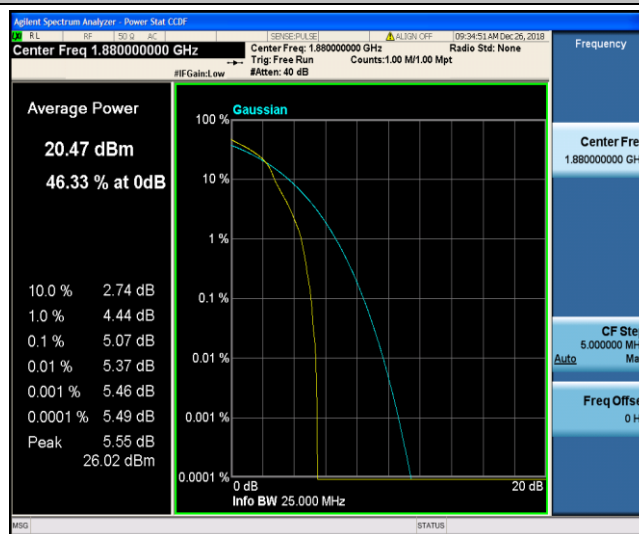 Agilent Spectrum Analyzer - Power Stat CCDF
RL RF 50 Ω AC SENSE:PULSE ALIGN OFF 09:34:51 AM Dec 26, 2018
Center Freq 1.880000000 GHz
Center Freq: 1.880000000 GHz Radio Std: None
Trig: Free Run Counts:1.00 M/1.00 Mpt
#IFGain:Low #Atten: 40 dB
Frequency
Average Power
20.47 dBm
46.33 % at 0dB
10.0 % 2.74 dB
1.0 % 4.44 dB
0.1 % 5.07 dB
0.01 % 5.37 dB
0.001 % 5.46 dB
0.0001 % 5.49 dB
Peak 5.55 dB
26.02 dBm
Gaussian
100 %
10 %
1 %
0.1 %
0.01 %
0.001 %
0.0001 %
0 dB 20 dB
Info BW 25.000 MHz
Center Fre
1.880000000 GH
CF Ste
5.000000 MH
Auto Ma
Freq Offse
0 H
MSG STATUS